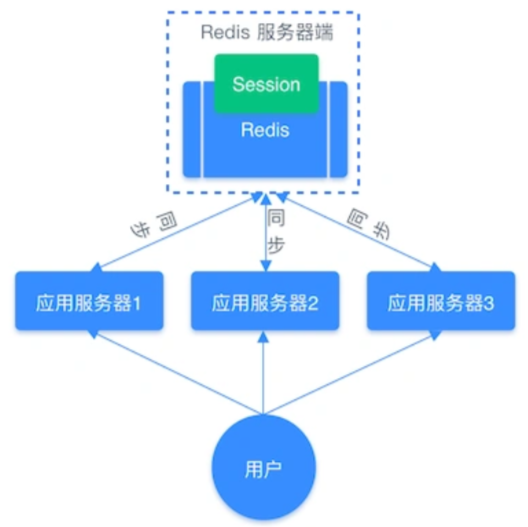 Redis 服务器端
Session
Redis
同步
同步
同步
应用服务器1
应用服务器2
应用服务器3
用户